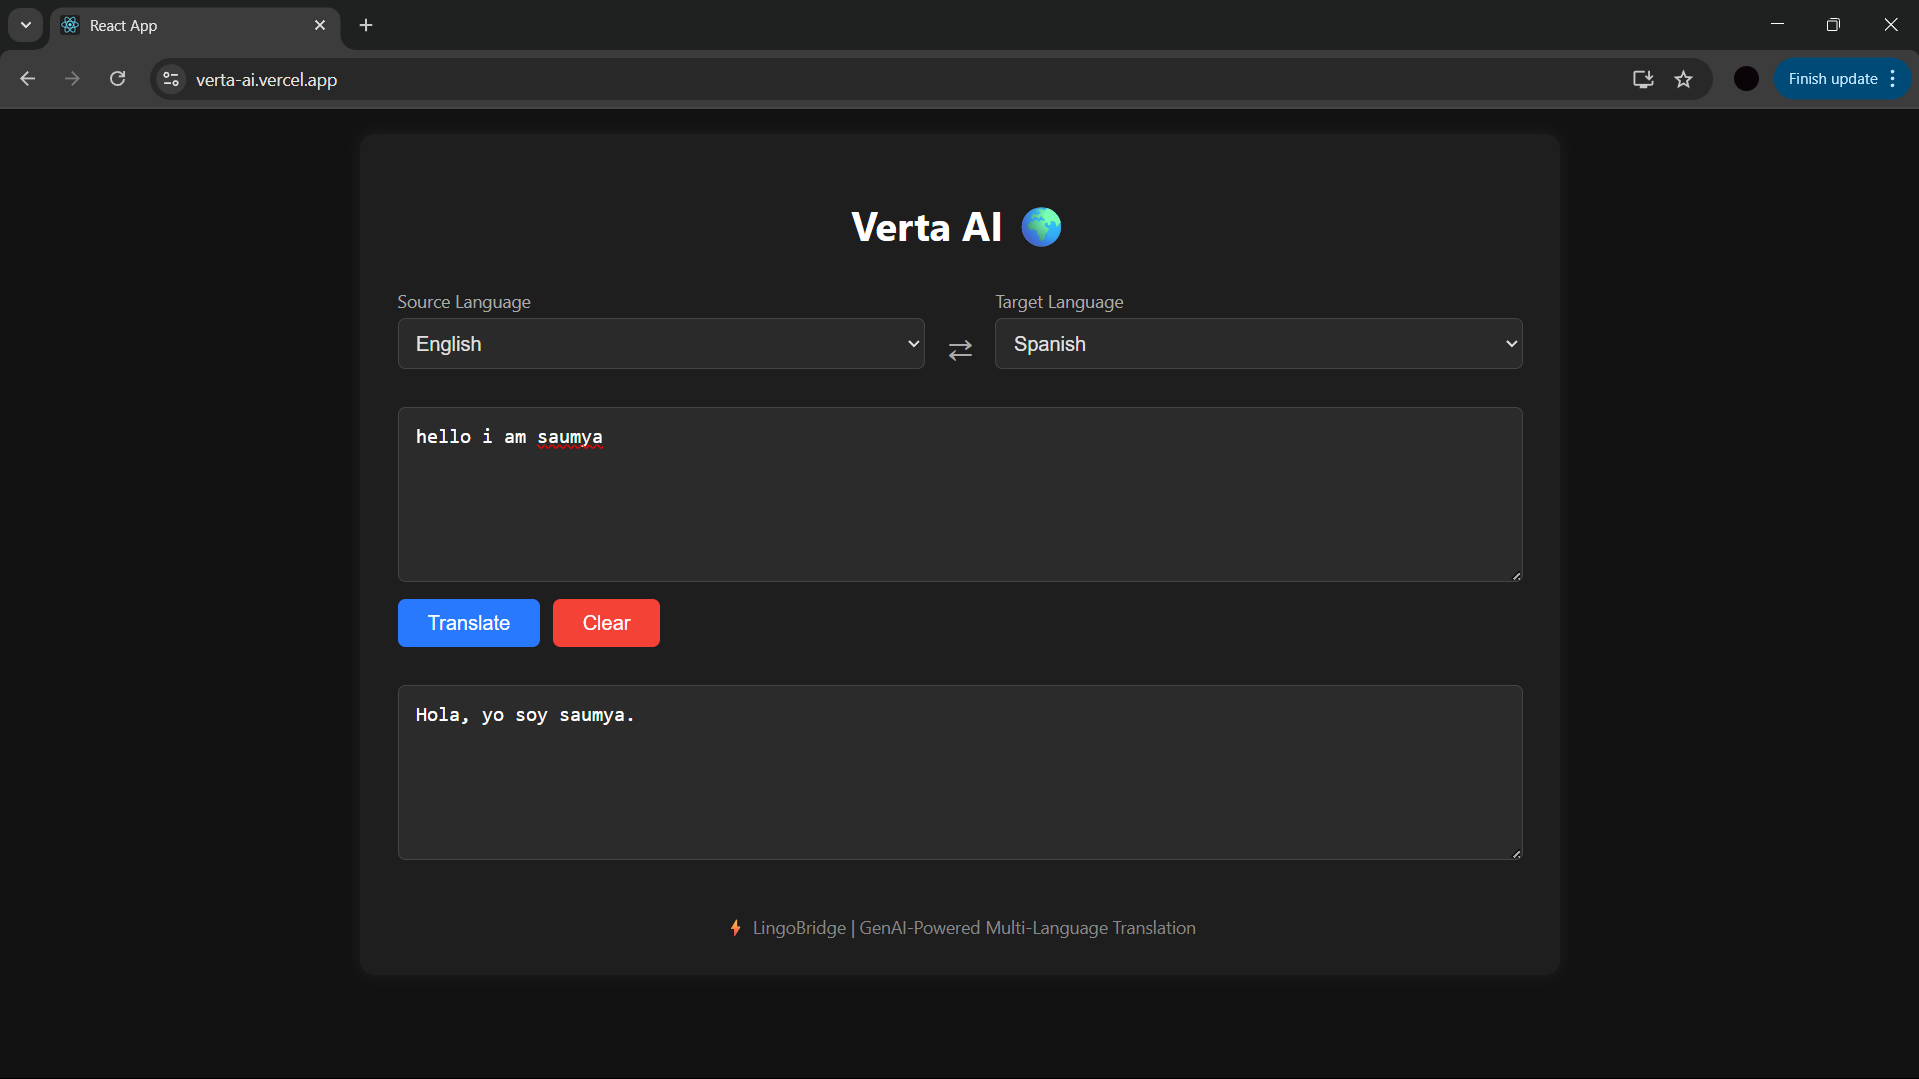 React App
verta-ai.vercel.app
Finish update
Verta AI
Source Language
Target Language
English
Spanish
hello i am saumya
Translate
Clear
Hola, yo soy saumya.
LingoBridge | GenAI-Powered Multi-Language Translation